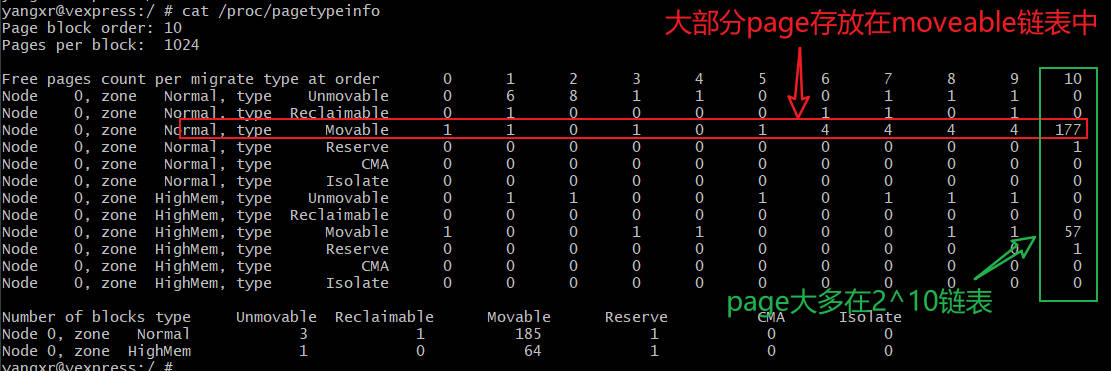 yangxr@vexpress:/ # cat /proc/pagetypeinfo
Page block order: 10
Pages per block:  1024
大部分page存放在moveable链表中
Free pages count per migrate type at order 0 1 2 3 4 5 6 7 8 9 10
Node 0, zone Normal, type Unmovable 0 6 8 1 1 0 0 1 1 1 0
Node 0, zone Normal, type Reclaimable 0 1 0 0 0 0 1 1 0 1 0
Node 0, zone Normal, type Movable 1 1 0 1 0 1 4 4 4 4 177
Node 0, zone Normal, type Reserve 0 0 0 0 0 0 0 0 0 0 1
Node 0, zone Normal, type CMA 0 0 0 0 0 0 0 0 0 0 0
Node 0, zone Normal, type Isolate 0 0 0 0 0 0 0 0 0 0 0
Node 0, zone HighMem, type Unmovable 0 1 1 0 0 1 0 1 1 1 0
Node 0, zone HighMem, type Reclaimable 0 0 0 0 0 0 0 0 0 0 0
Node 0, zone HighMem, type Movable 1 0 0 1 1 0 0 0 1 1 57
Node 0, zone HighMem, type Reserve 0 0 0 0 0 0 0 0 0 0 1
Node 0, zone HighMem, type CMA 0 0 0 0 0 0 0 0 0 0 0
Node 0, zone HighMem, type Isolate 0 0 0 0 0 0 0 0 0 0 0
page大多在2^10链表
Number of blocks type Unmovable Reclaimable Movable Reserve CMA Isolate
Node 0, zone Normal 3 1 185 1 0 0
Node 0, zone HighMem 1 0 64 1 0 0
yangxr@vexpress:/ #